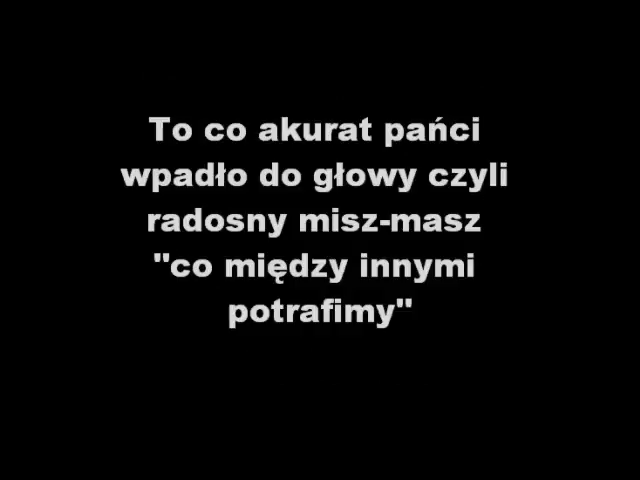 To co akurat pańci
wpadło do głowy czyli
radosny misz-masz
"co między innymi
potrafimy"